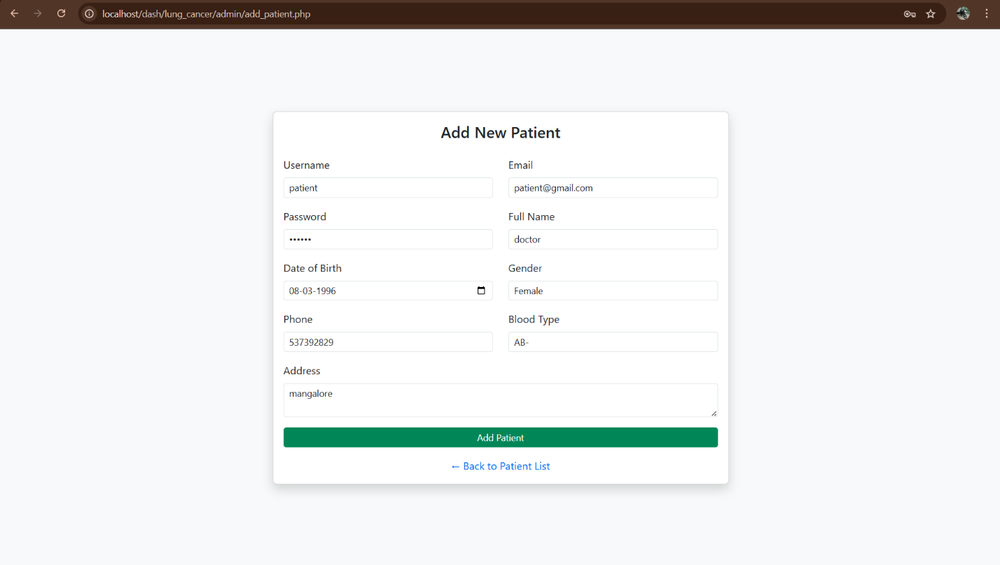 localhost/dash/lung_cancer/admin/add_patient.php
Add New Patient
Username
Email
patient
patient@gmail.com
Password
Full Name
••••••
doctor
Date of Birth
Gender
08-03-1996
Female
Phone
Blood Type
537392829
AB-
Address
mangalore
Add Patient
← Back to Patient List